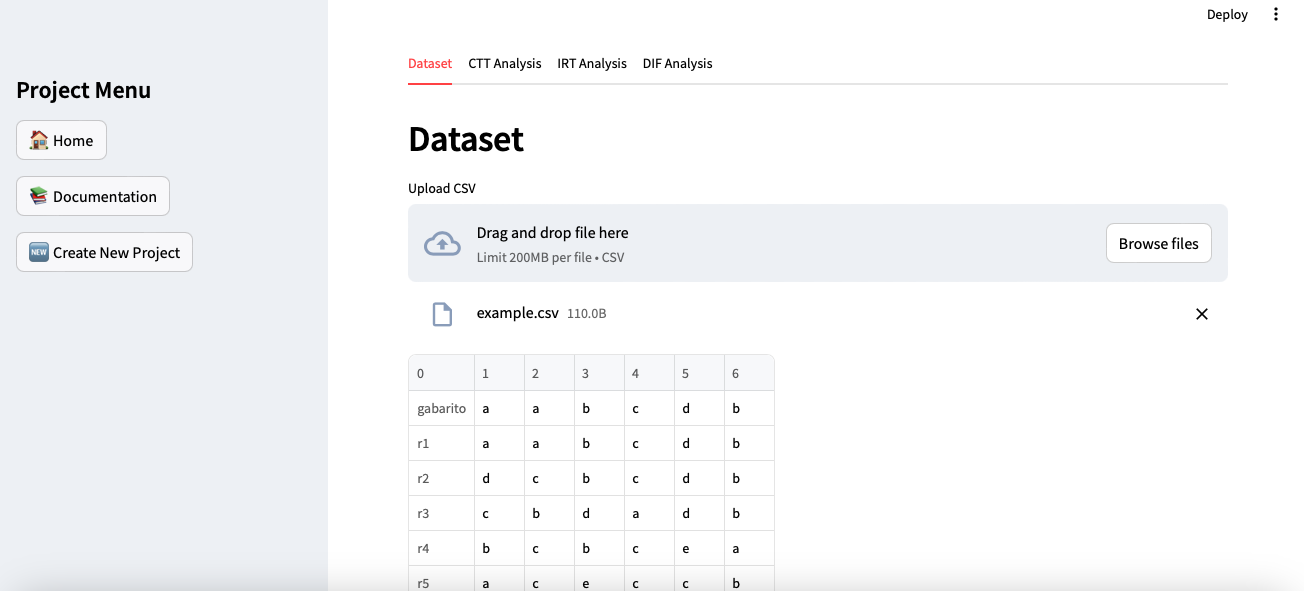 Deploy
Project Menu
Home
Documentation
NEW Create New Project
Dataset CTT Analysis IRT Analysis DIF Analysis
Dataset
Upload CSV
Drag and drop file here
Limit 200MB per file • CSV
Browse files
example.csv 110.0B
0 1 2 3 4 5 6
gabarito a a b c d b
r1 a a b c d b
r2 d c b c d b
r3 c b d a d b
r4 b c b c e a
r5 a c e c c b